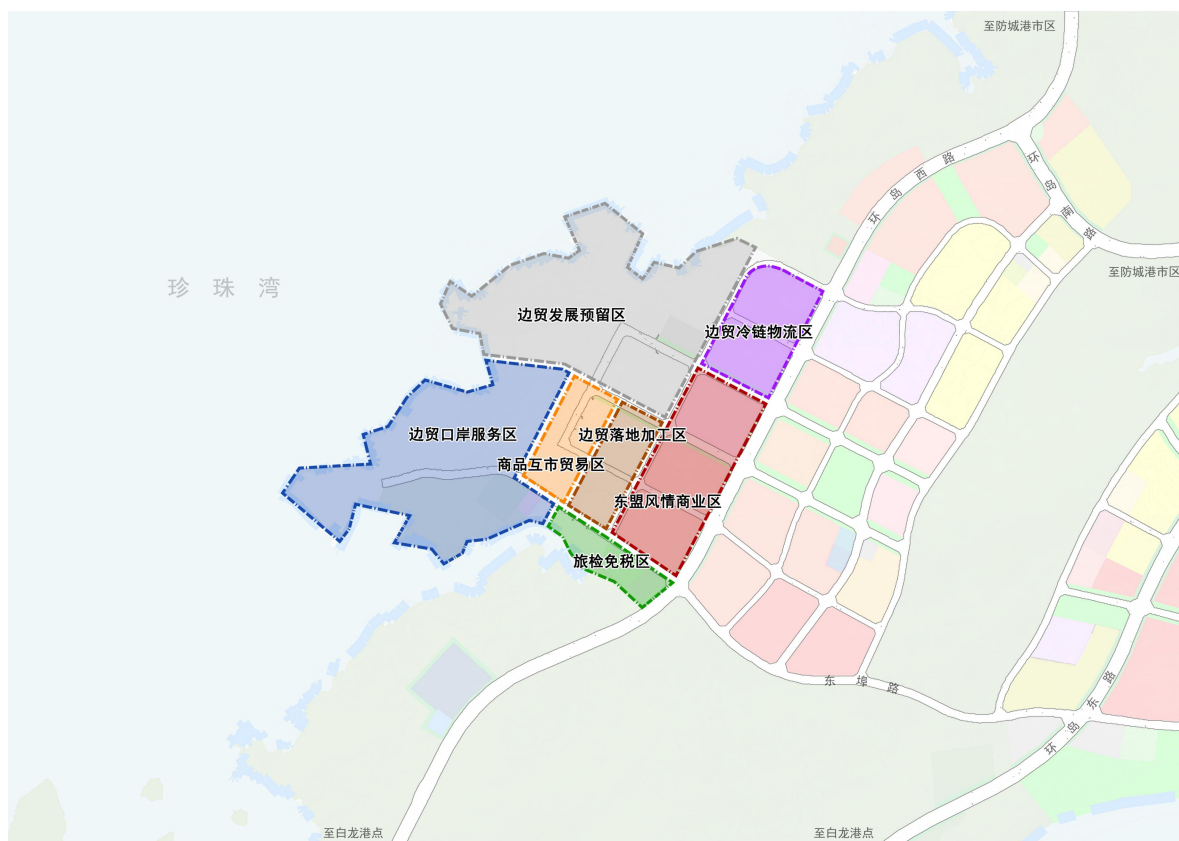 至防城港市区
环岛西路
环岛南路
至防城港市区
珍珠湾
边贸发展预留区
边贸冷链物流区
边贸口岸服务区
边贸落地加工区
商品互市贸易区
东盟风情商业区
旅检免税区
东埠路
环岛东路
至白龙港点
至白龙港点